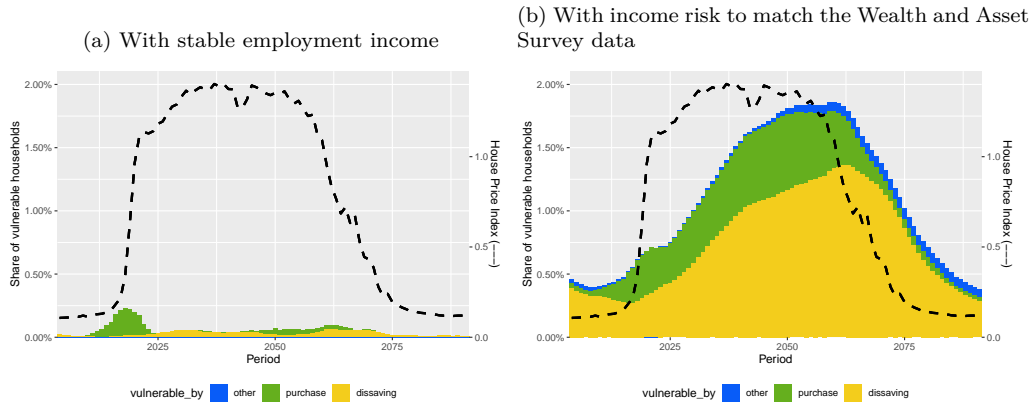 (a) With stable employment income
(b) With income risk to match the Wealth and Asset
Survey data
2.00%
1.50%
1.00%
0.50%
0.00%
Share of vulnerable households
1.0
0.5
0.0
House Price Index (−−−)
2025
2050
2075
Period
vulnerable_by other purchase dissaving
2.00%
1.50%
1.00%
0.50%
0.00%
Share of vulnerable households
1.0
0.5
0.0
House Price Index (−−−)
2025
2050
2075
Period
vulnerable_by other purchase dissaving